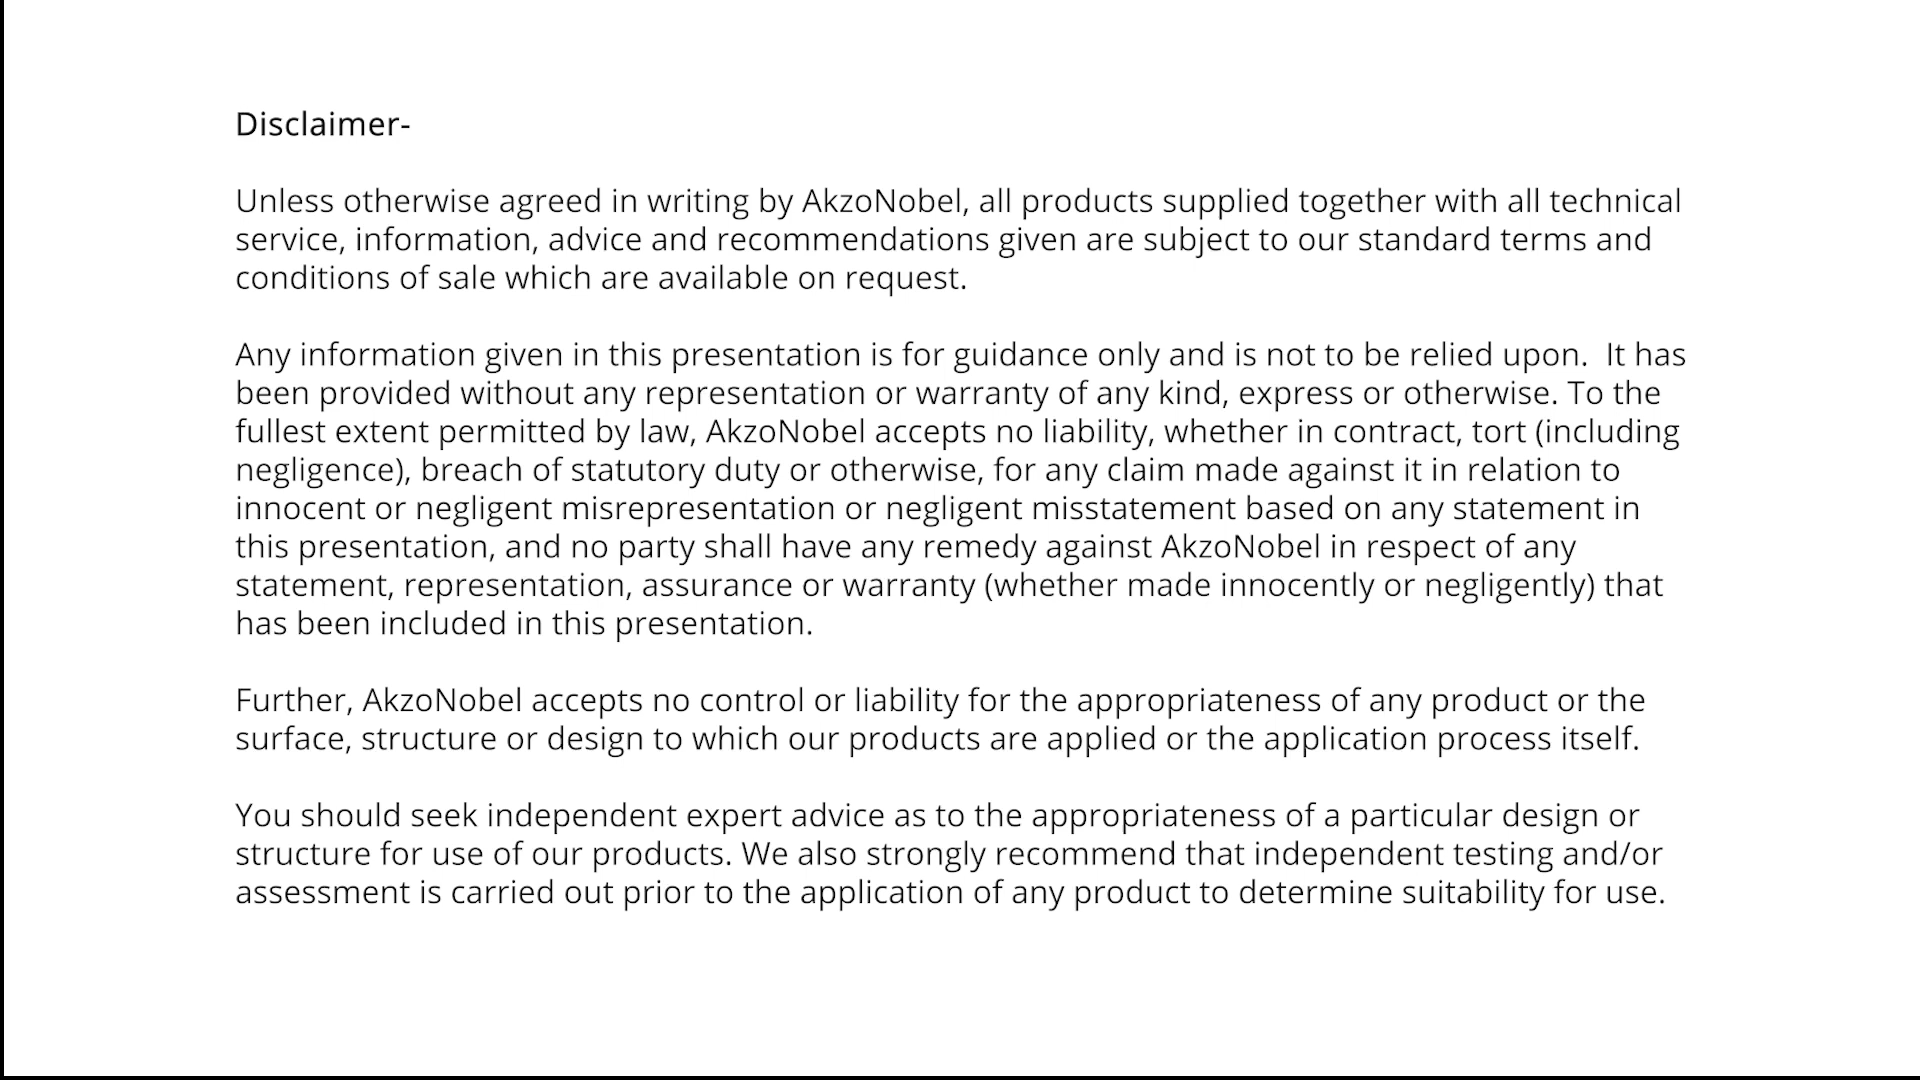 Disclaimer-
Unless otherwise agreed in writing by AkzoNobel, all products supplied together with all technical
service, information, advice and recommendations given are subject to our standard terms and
conditions of sale which are available on request.
Any information given in this presentation is for guidance only and is not to be relied upon.  It has
been provided without any representation or warranty of any kind, express or otherwise. To the
fullest extent permitted by law, AkzoNobel accepts no liability, whether in contract, tort (including
negligence), breach of statutory duty or otherwise, for any claim made against it in relation to
innocent or negligent misrepresentation or negligent misstatement based on any statement in
this presentation, and no party shall have any remedy against AkzoNobel in respect of any
statement, representation, assurance or warranty (whether made innocently or negligently) that
has been included in this presentation.
Further, AkzoNobel accepts no control or liability for the appropriateness of any product or the
surface, structure or design to which our products are applied or the application process itself.
You should seek independent expert advice as to the appropriateness of a particular design or
structure for use of our products. We also strongly recommend that independent testing and/or
assessment is carried out prior to the application of any product to determine suitability for use.